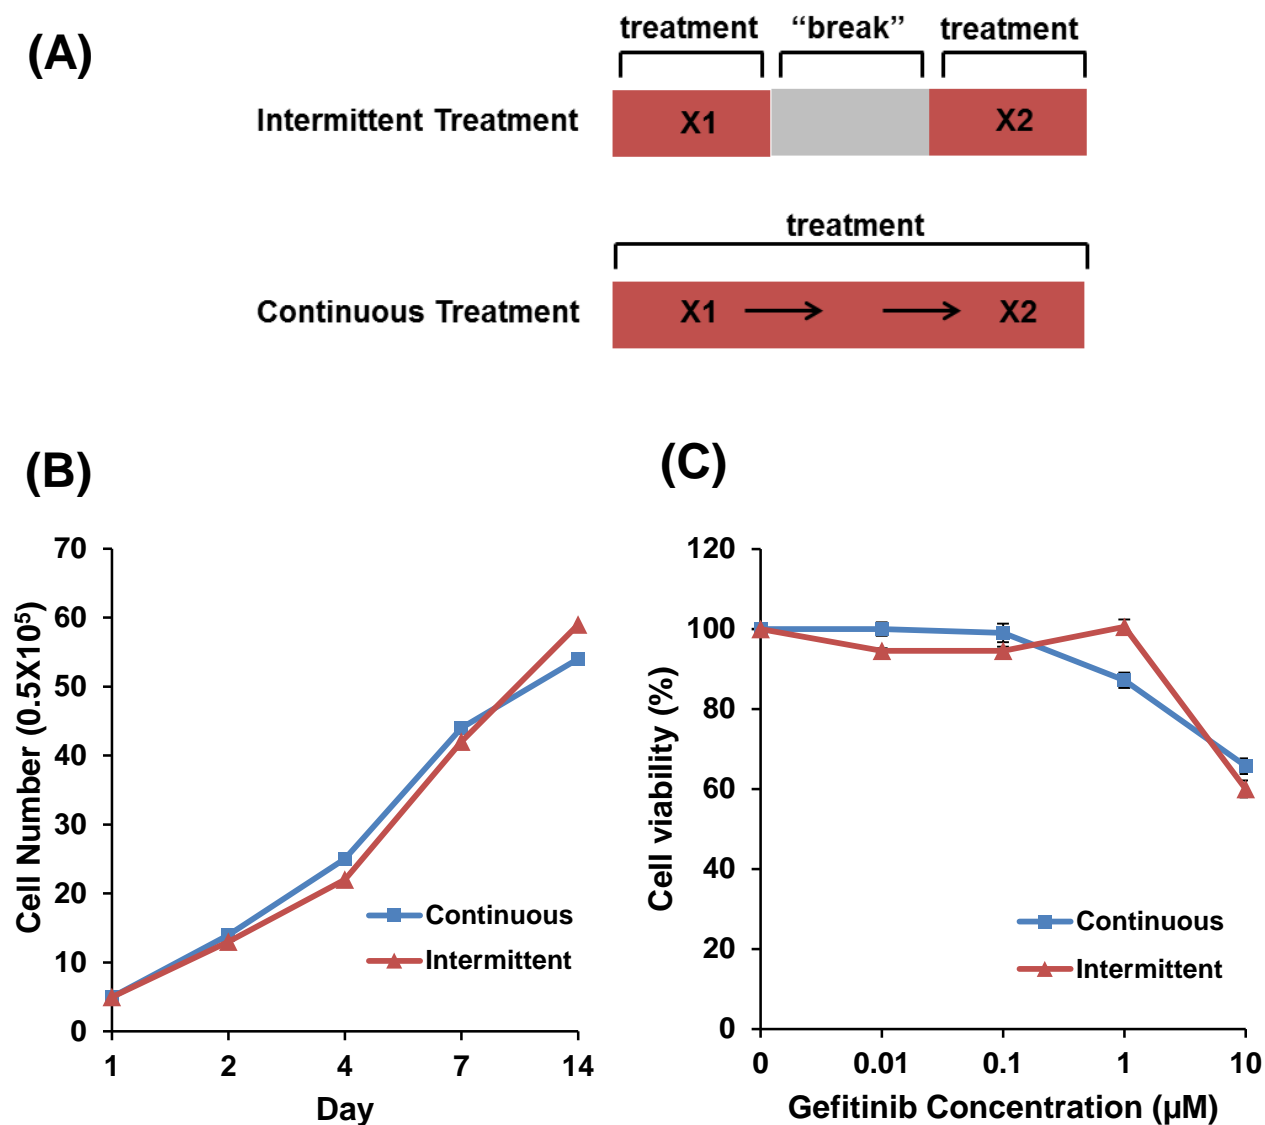 (A)
treatment “break” treatment
Intermittent Treatment X1 X2
treatment
Continuous Treatment X1 X2
(B)
70
60
50
40
30
20
10
0
Cell Number (0.5X10⁵)
1 2 4 7 14
Day
Continuous
Intermittent
(C)
120
100
80
60
40
20
0
Cell viability (%)
0 0.01 0.1 1 10
Gefitinib Concentration (µM)
Continuous
Intermittent